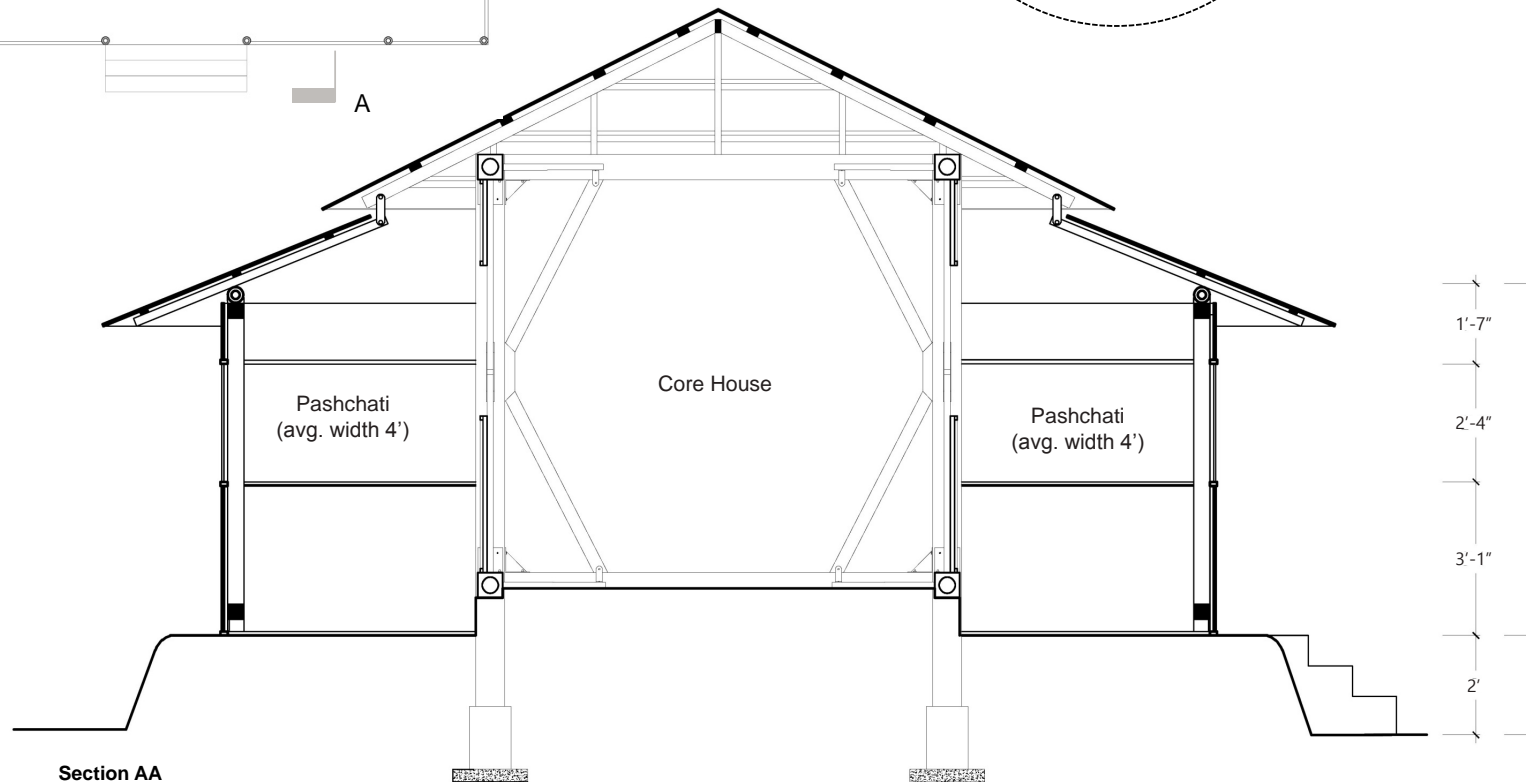 A
1'-7"
Core House
Pashchati
(avg. width 4')
Pashchati
(avg. width 4')
2'-4"
3'-1"
2'
Section AA